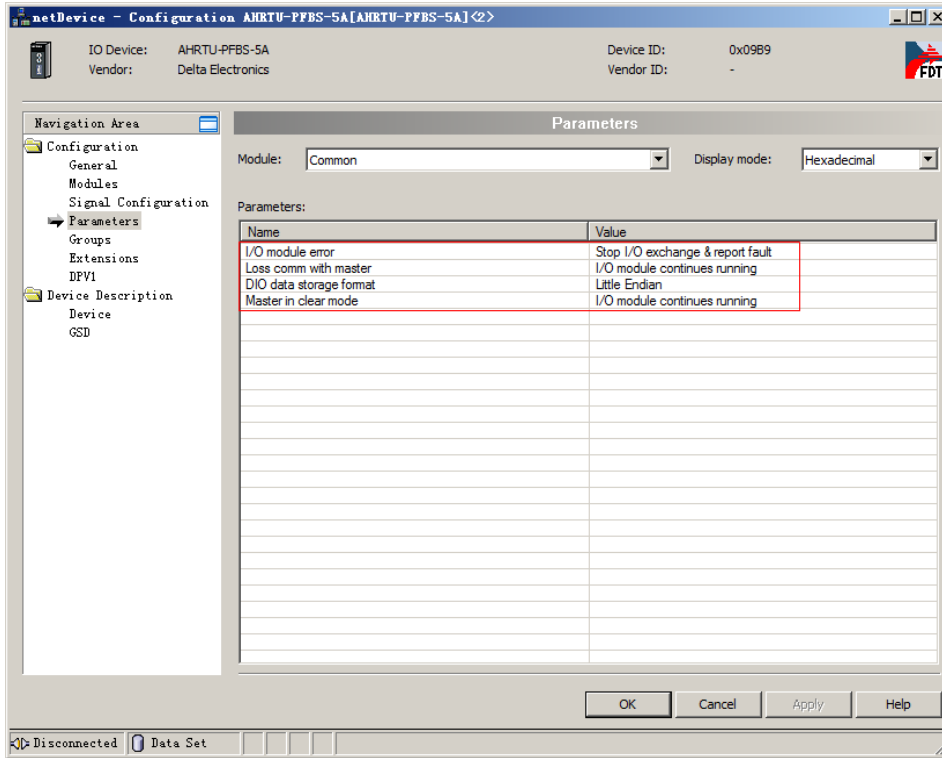 netDevice - Configuration AHRTU-PFBS-5A[AHRTU-PFBS-5A]<2>
IO Device: AHRTU-PFBS-5A Device ID: 0x09B9
Vendor: Delta Electronics Vendor ID: -
FDT
Navigation Area
Configuration
General
Modules
Signal Configuration
Parameters
Groups
Extensions
DPV1
Device Description
Device
GSD
Parameters
Module: Common Display mode: Hexadecimal
Parameters:
Name Value
I/O module error Stop I/O exchange & report fault
Loss comm with master I/O module continues running
DIO data storage format Little Endian
Master in clear mode I/O module continues running
OK Cancel Apply Help
Disconnected Data Set